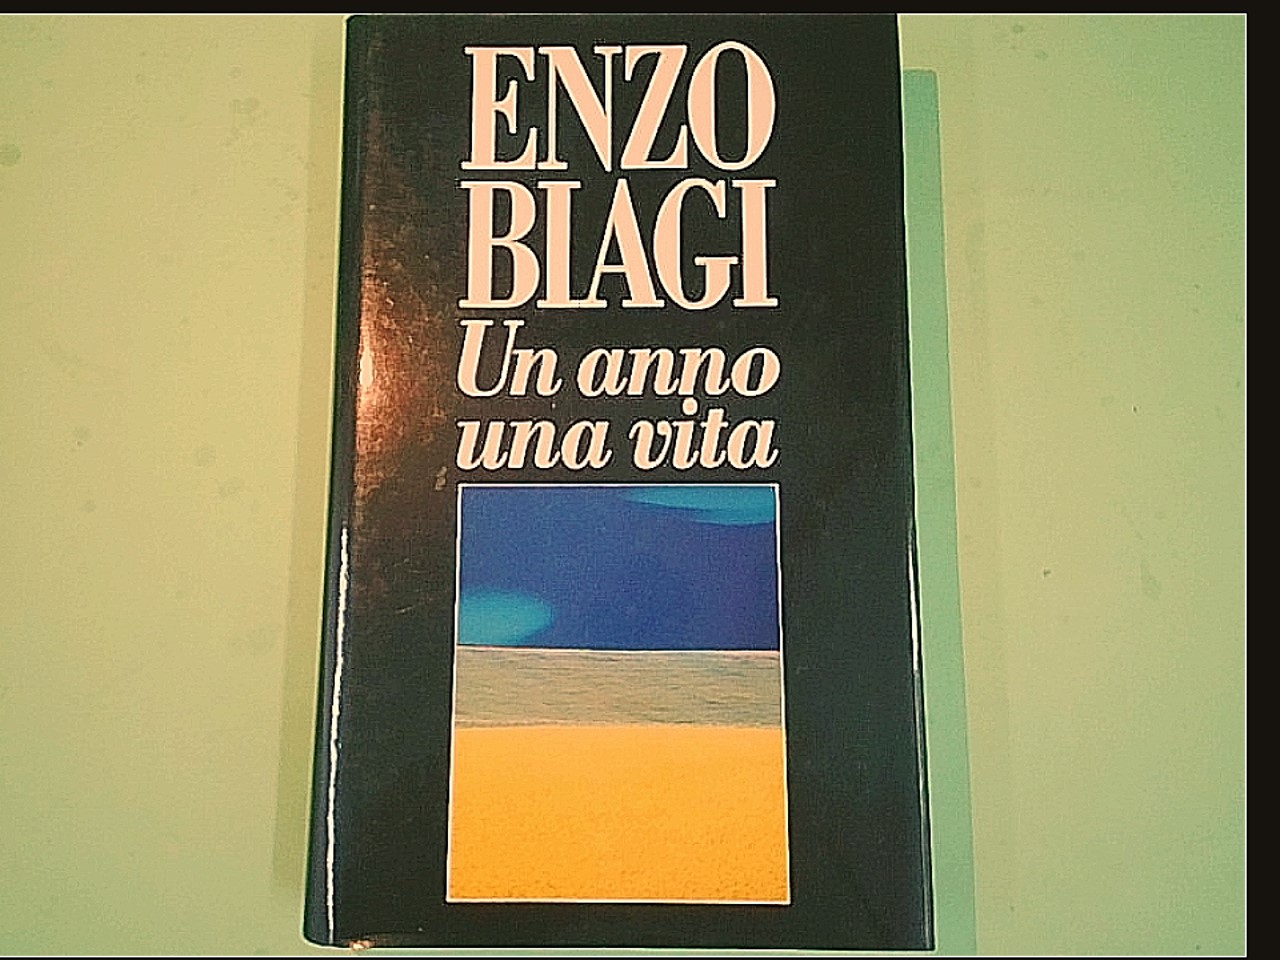 ENZO
BIAGI
Un anno
una vita